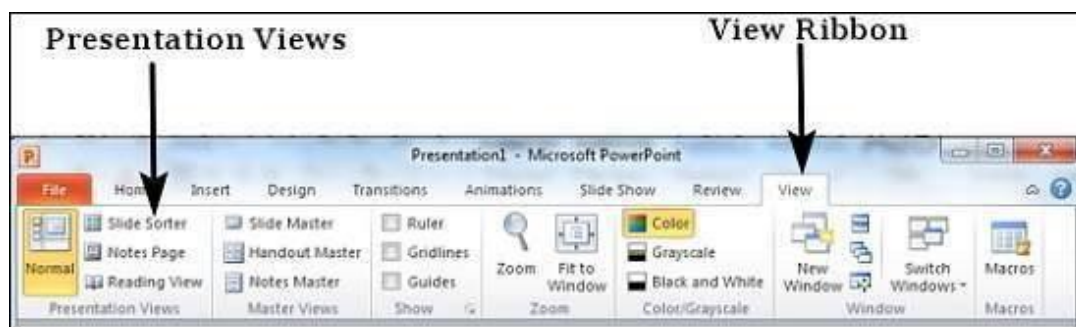 Presentation Views
View Ribbon
P
Presentation1 - Microsoft PowerPoint
File Home Insert Design Transitions Animations Slide Show Review View
Normal
Slide Sorter
Notes Page
Reading View
Presentation Views
Slide Master
Handout Master
Notes Master
Master Views
Ruler
Gridlines
Guides
Show
Zoom
Fit to
Window
Zoom
Color
Grayscale
Black and White
Color/Grayscale
New
Window
Switch
Windows
Window
Macros
Macros